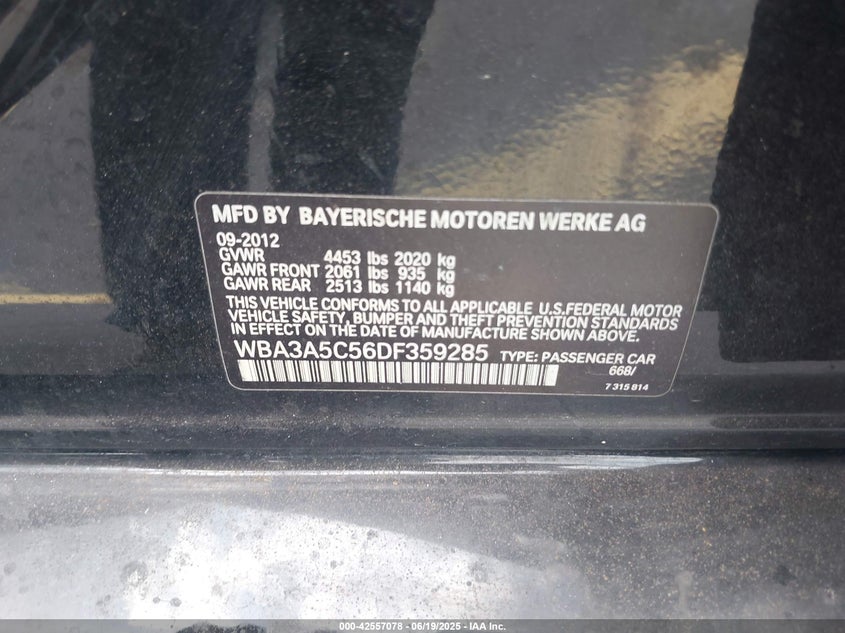 MFD BY BAYERISCHE MOTOREN WERKE AG
09-2012
GVWR 4453 lbs 2020 kg
GAWR FRONT 2061 lbs 935 kg
GAWR REAR 2513 lbs 1140 kg
THIS VEHICLE CONFORMS TO ALL APPLICABLE U.S.FEDERAL MOTOR
VEHICLE SAFETY, BUMPER AND THEFT PREVENTION STANDARDS
IN EFFECT ON THE DATE OF MANUFACTURE SHOWN ABOVE.
WBA3A5C56DF359285 TYPE: PASSENGER CAR
668/
7 315 814
000-42557078 - 06/19/2025 - © IAA Inc.